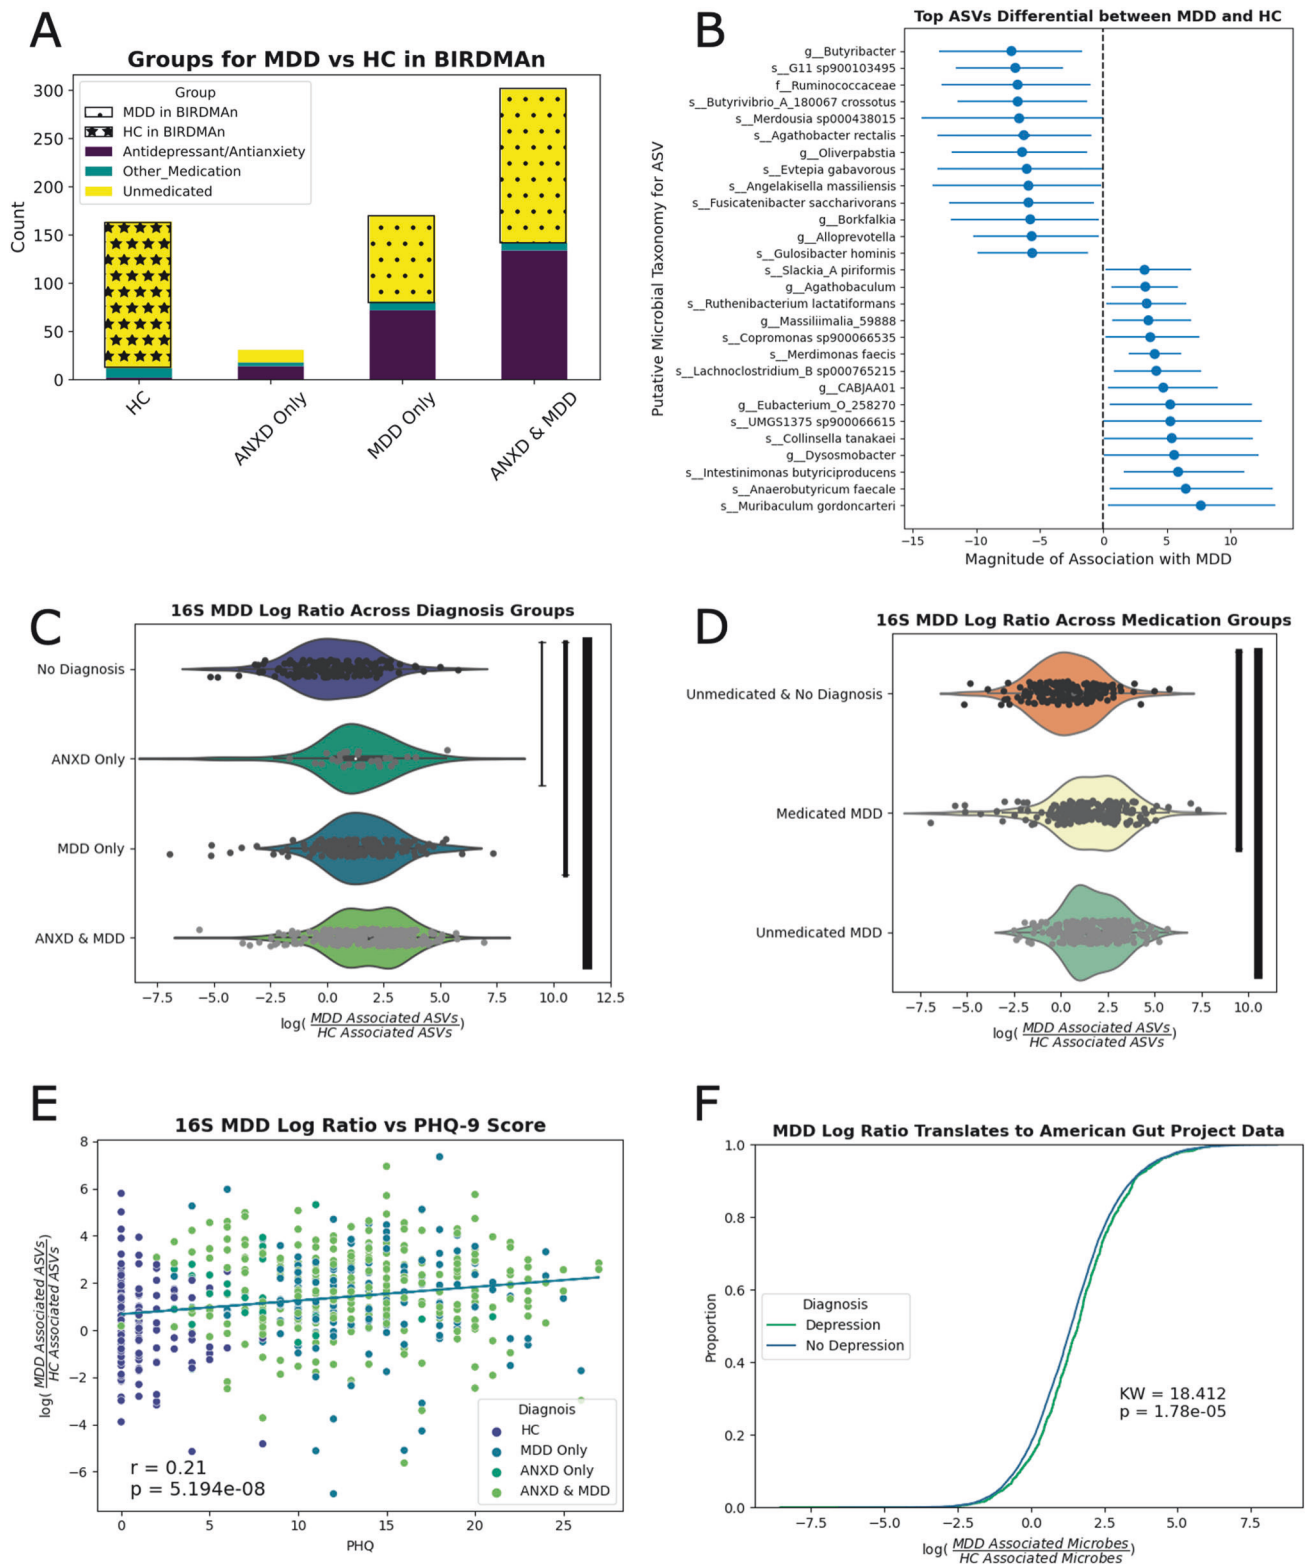 A
Groups for MDD vs HC in BIRDMAn
Group
MDD in BIRDMAn
HC in BIRDMAn
Antidepressant/Antianxiety
Other_Medication
Unmedicated
Count
300
250
200
150
100
50
0
HC
ANXD Only
MDD Only
ANXD & MDD
B
Top ASVs Differential between MDD and HC
Putative Microbial Taxonomy for ASV
g__Butyribacter
s__G11 sp900103495
f__Ruminococcaceae
s__Butyrivibrio_A_180067 crossotus
s__Merdousia sp000438015
s__Agathobacter rectalis
g__Oliverpabstia
s__Evtepia gabavorous
s__Angelakisella massiliensis
s__Fusicatenibacter saccharivorans
g__Borkfalkia
g__Alloprevotella
s__Gulosibacter hominis
s__Slackia_A piriformis
g__Agathobaculum
s__Ruthenibacterium lactatiformans
g__Massiliimalia_59888
s__Copromonas sp900066535
s__Merdimonas faecis
s__Lachnoclostridium_B sp000765215
g__CABJAA01
g__Eubacterium_O_258270
s__UMGS1375 sp900066615
s__Collinsella tanakaei
g__Dysosmobacter
s__Intestinimonas butyriciproducens
s__Anaerobutyricum faecale
s__Muribaculum gordoncarteri
−15 −10 −5 0 5 10
Magnitude of Association with MDD
C
16S MDD Log Ratio Across Diagnosis Groups
No Diagnosis
ANXD Only
MDD Only
ANXD & MDD
−7.5 −5.0 −2.5 0.0 2.5 5.0 7.5 10.0 12.5
log( MDD Associated ASVs / HC Associated ASVs )
D
16S MDD Log Ratio Across Medication Groups
Unmedicated & No Diagnosis
Medicated MDD
Unmedicated MDD
−7.5 −5.0 −2.5 0.0 2.5 5.0 7.5 10.0
log( MDD Associated ASVs / HC Associated ASVs )
E
16S MDD Log Ratio vs PHQ-9 Score
log( MDD Associated ASVs / HC Associated ASVs )
8
6
4
2
0
−2
−4
−6
r = 0.21
p = 5.194e-08
Diagnosis
HC
MDD Only
ANXD Only
ANXD & MDD
0 5 10 15 20 25
PHQ
F
MDD Log Ratio Translates to American Gut Project Data
Proportion
1.0
0.8
0.6
0.4
0.2
0.0
Diagnosis
Depression
No Depression
KW = 18.412
p = 1.78e-05
−7.5 −5.0 −2.5 0.0 2.5 5.0 7.5
log( MDD Associated Microbes / HC Associated Microbes )